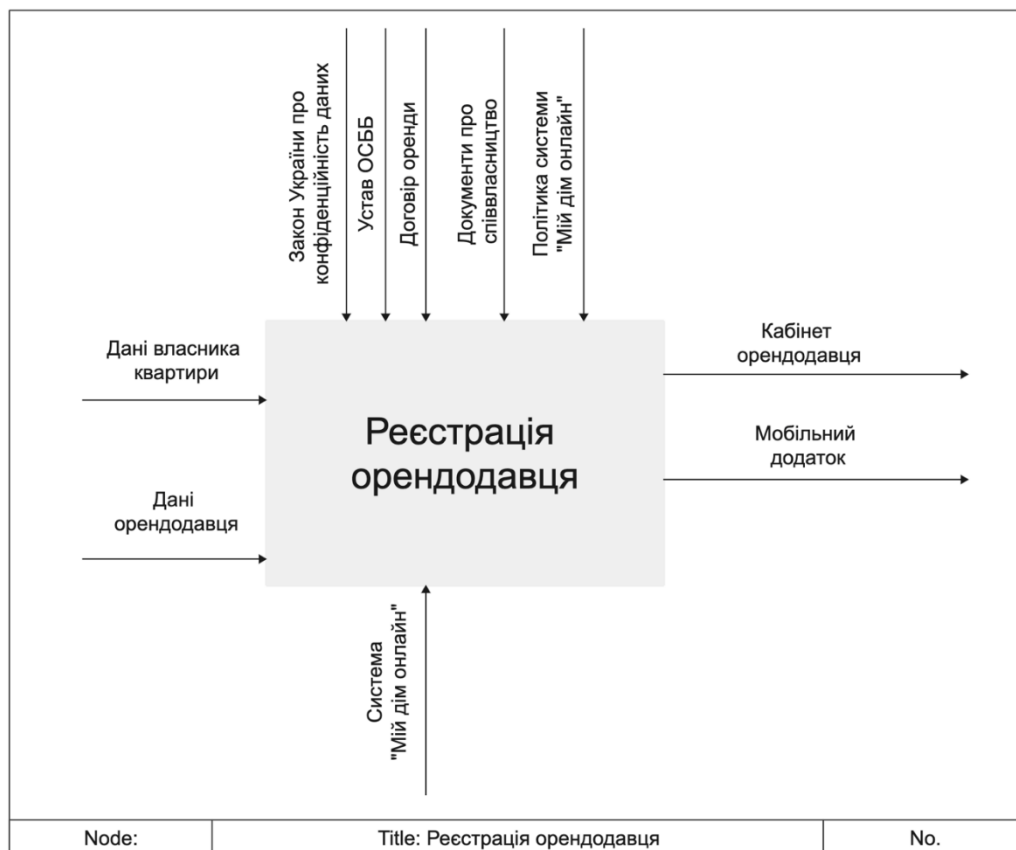 Закон України про
конфіденційність даних
Устав ОСББ
Договір оренди
Документи про
співвласництво
Політика системи
"Мій дім онлайн"
Дані власника
квартири
Дані
орендодавця
Реєстрація
орендодавця
Кабінет
орендодавця
Мобільний
додаток
Система
"Мій дім онлайн"
Node:
Title: Реєстрація орендодавця
No.